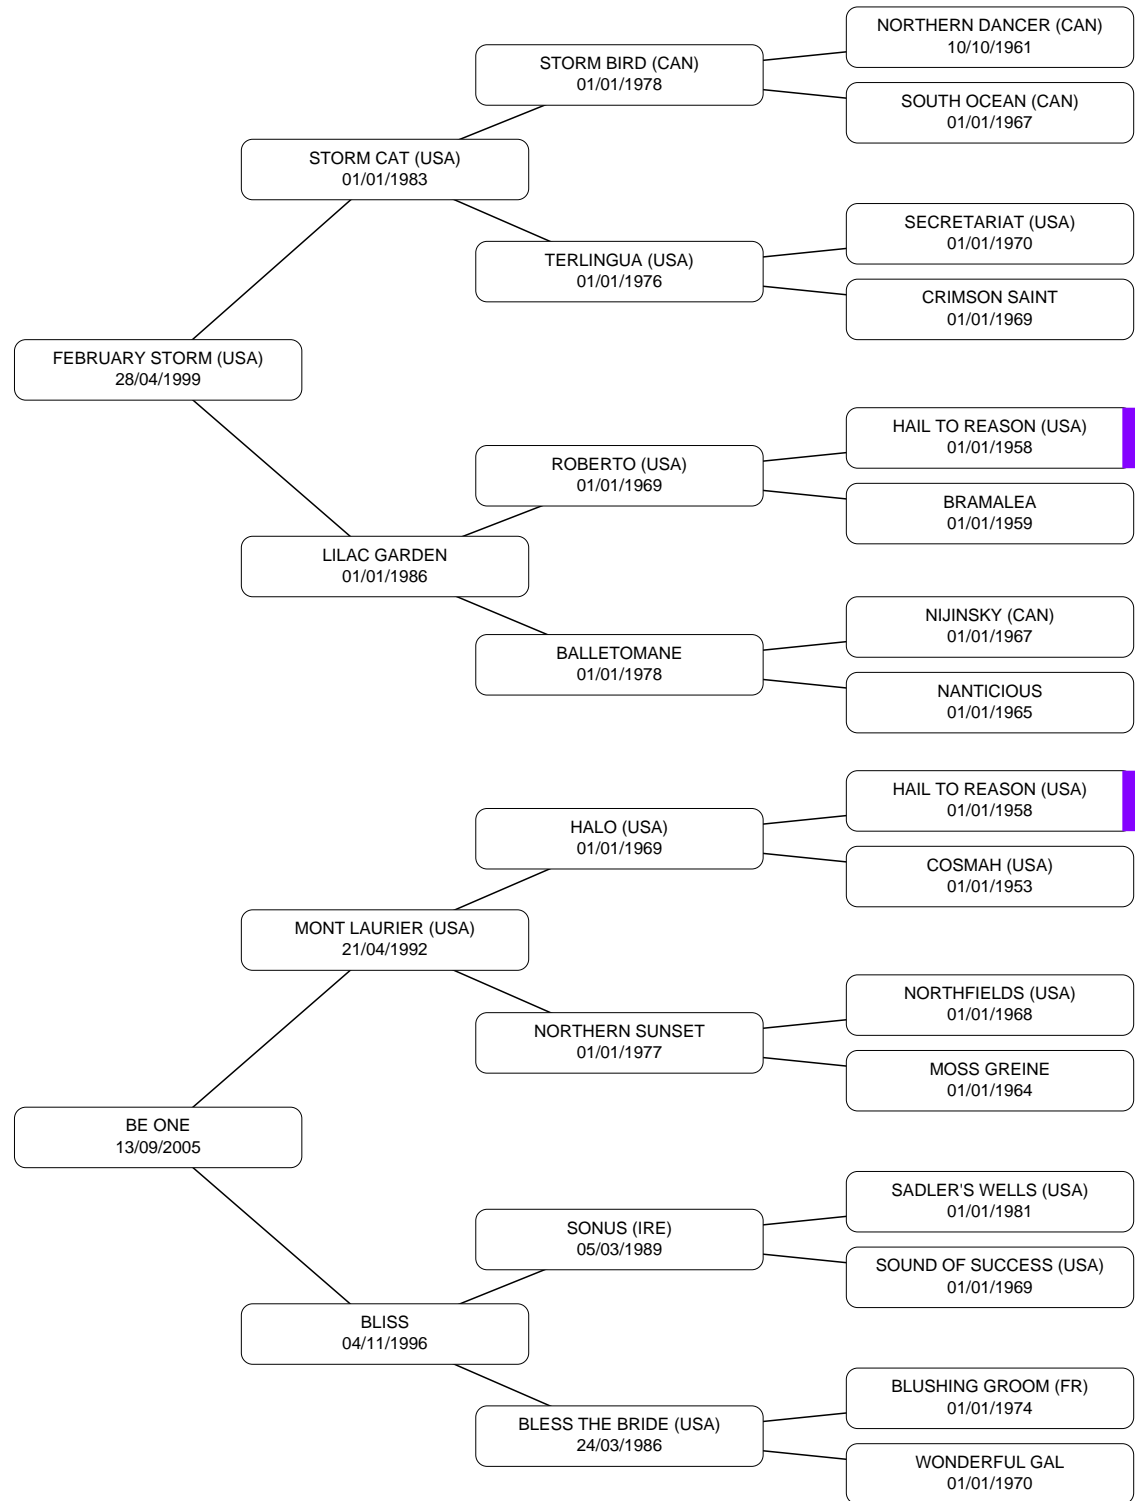 NORTHERN DANCER (CAN)
10/10/1961
STORM BIRD (CAN)
01/01/1978
SOUTH OCEAN (CAN)
01/01/1967
STORM CAT (USA)
01/01/1983
SECRETARIAT (USA)
01/01/1970
TERLINGUA (USA)
01/01/1976
CRIMSON SAINT
01/01/1969
FEBRUARY STORM (USA)
28/04/1999
HAIL TO REASON (USA)
01/01/1958
ROBERTO (USA)
01/01/1969
BRAMALEA
01/01/1959
LILAC GARDEN
01/01/1986
NIJINSKY (CAN)
01/01/1967
BALLETOMANE
01/01/1978
NANTICIOUS
01/01/1965
HAIL TO REASON (USA)
01/01/1958
HALO (USA)
01/01/1969
COSMAH (USA)
01/01/1953
MONT LAURIER (USA)
21/04/1992
NORTHFIELDS (USA)
01/01/1968
NORTHERN SUNSET
01/01/1977
MOSS GREINE
01/01/1964
BE ONE
13/09/2005
SADLER'S WELLS (USA)
01/01/1981
SONUS (IRE)
05/03/1989
SOUND OF SUCCESS (USA)
01/01/1969
BLISS
04/11/1996
BLUSHING GROOM (FR)
01/01/1974
BLESS THE BRIDE (USA)
24/03/1986
WONDERFUL GAL
01/01/1970